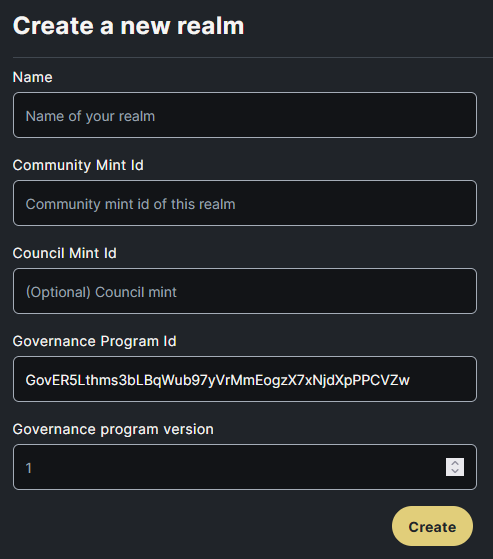 Create a new realm
Name
Name of your realm
Community Mint Id
Community mint id of this realm
Council Mint Id
(Optional) Council mint
Governance Program Id
GovER5Lthms3bLBqWub97yVrMmEogzX7xNjdXpPPCVZw
Governance program version
1
Create